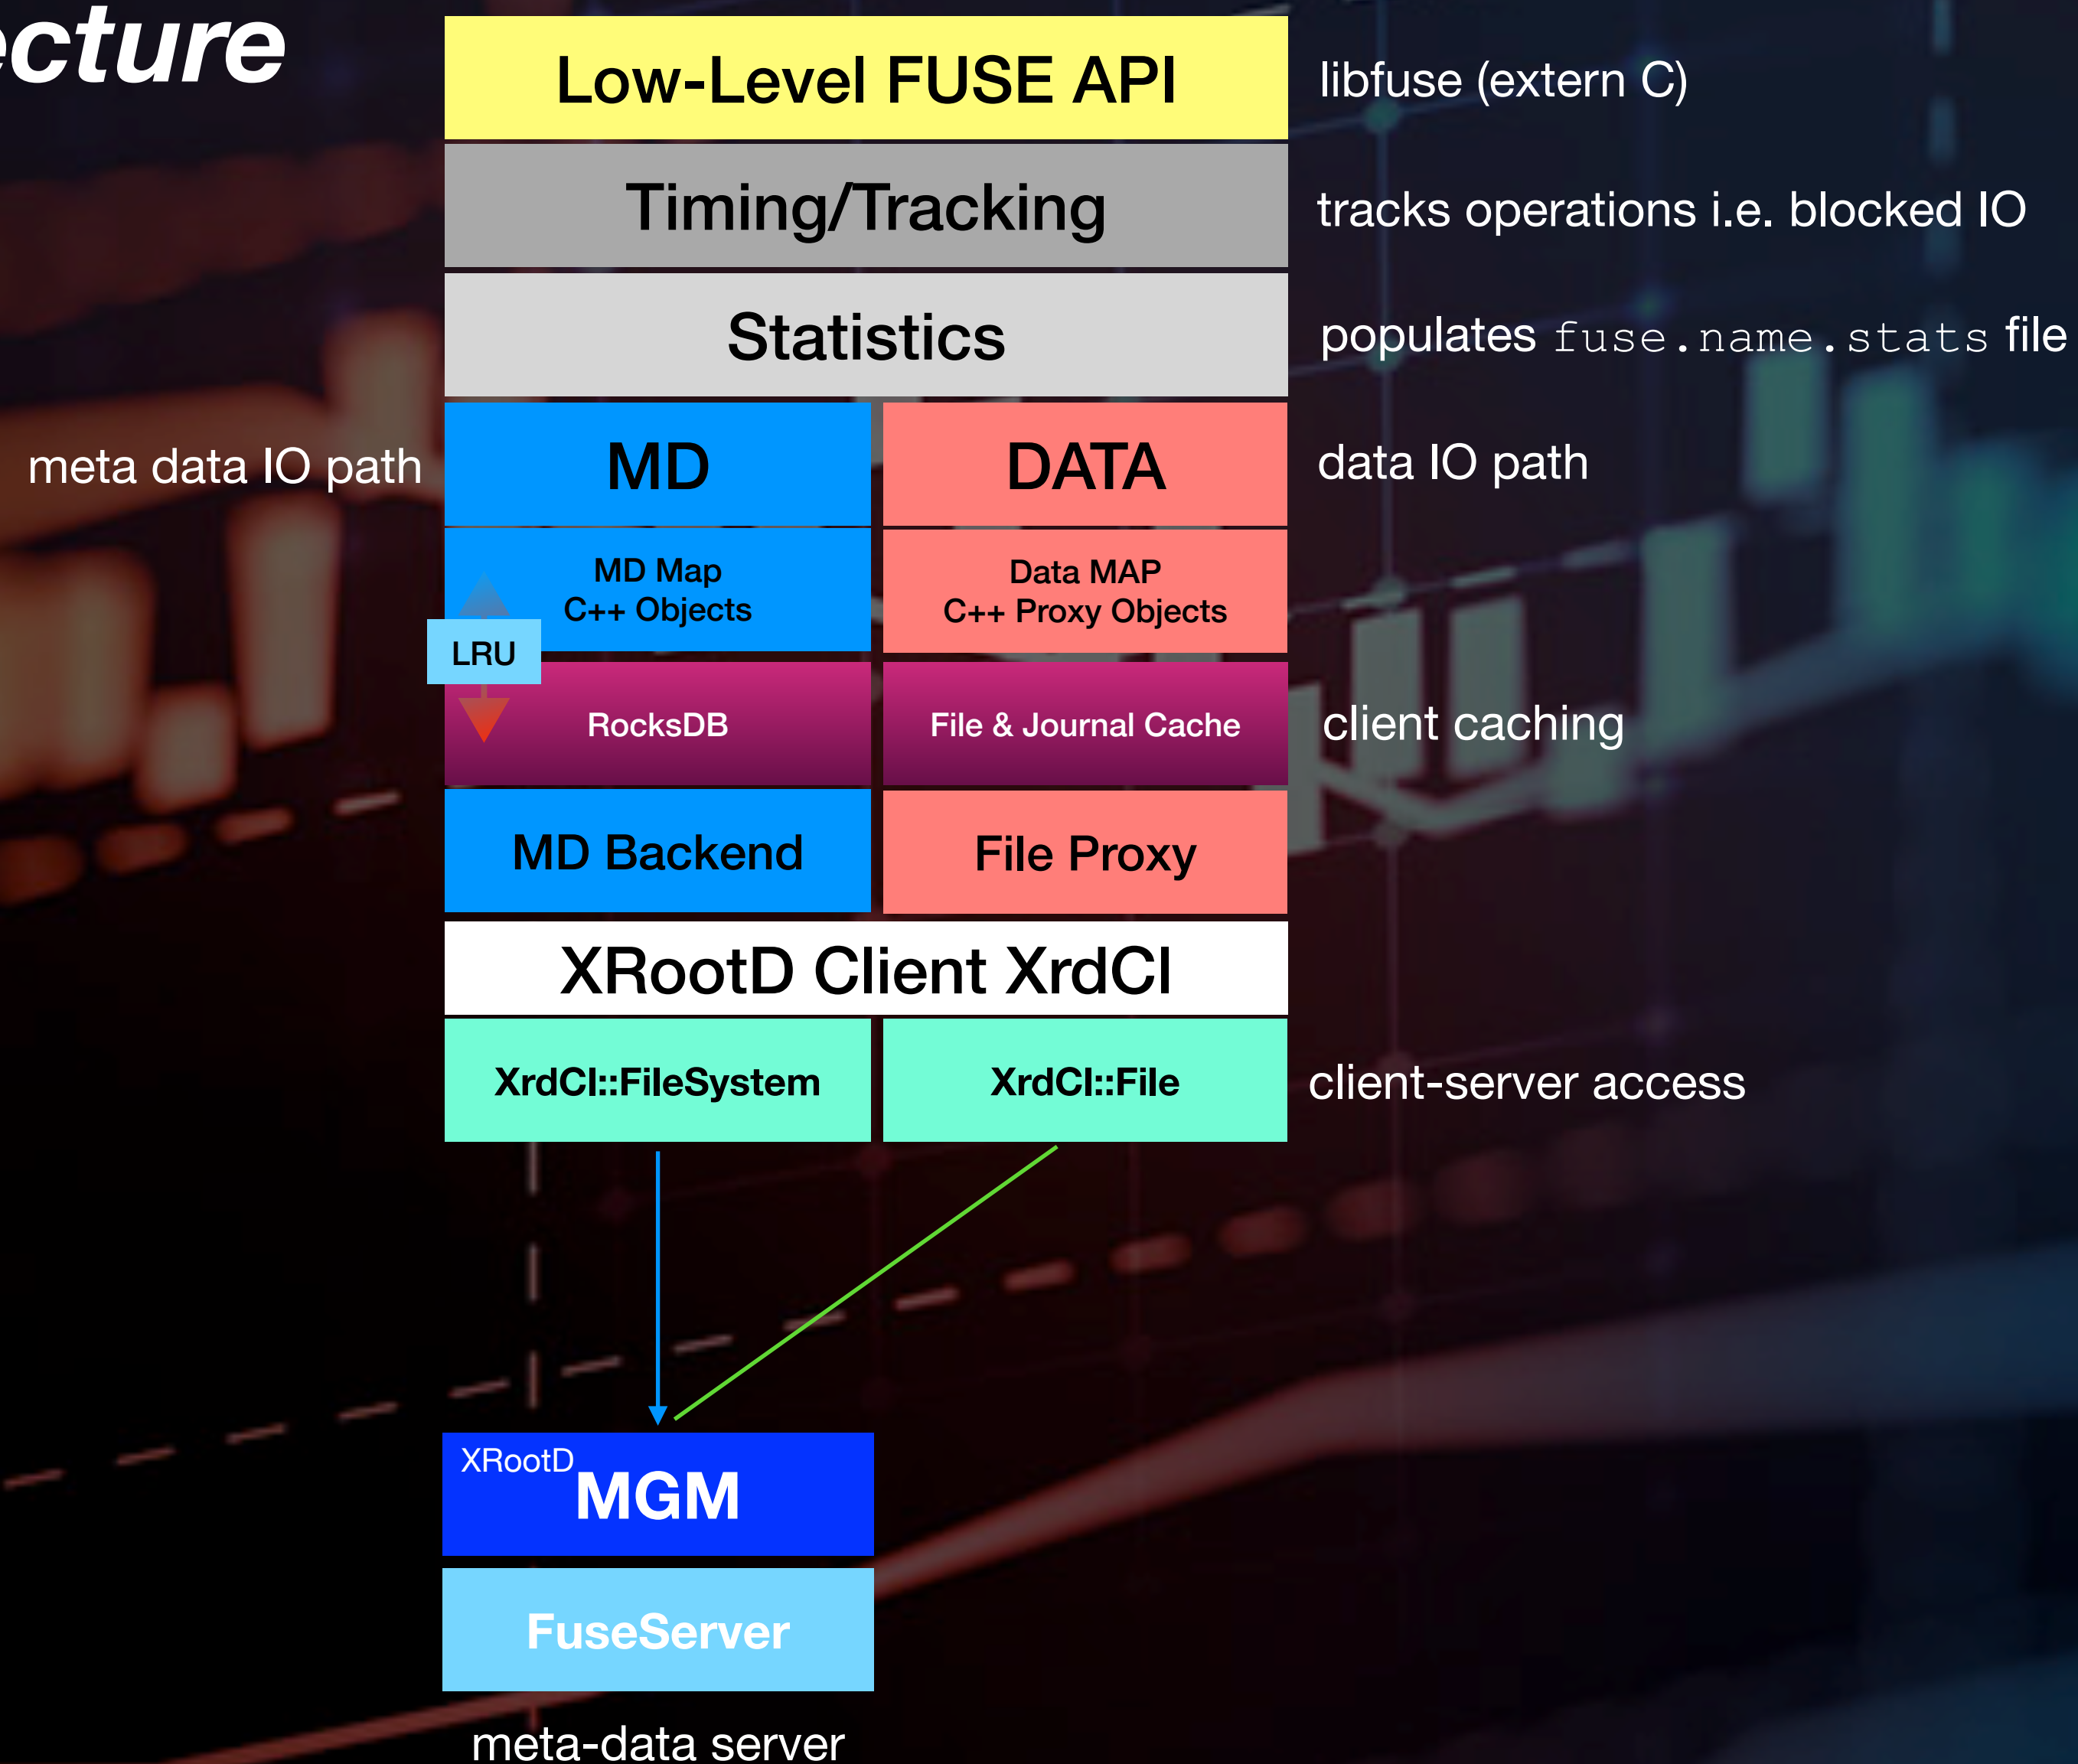 ecture
Low-Level FUSE API
libfuse (extern C)
Timing/Tracking
tracks operations i.e. blocked IO
Statistics
populates fuse.name.stats file
meta data IO path
MD
DATA
data IO path
MD Map
C++ Objects
Data MAP
C++ Proxy Objects
LRU
RocksDB
File & Journal Cache
client caching
MD Backend
File Proxy
XRootD Client XrdCl
XrdCl::FileSystem
XrdCl::File
client-server access
XRootD
MGM
FuseServer
meta-data server